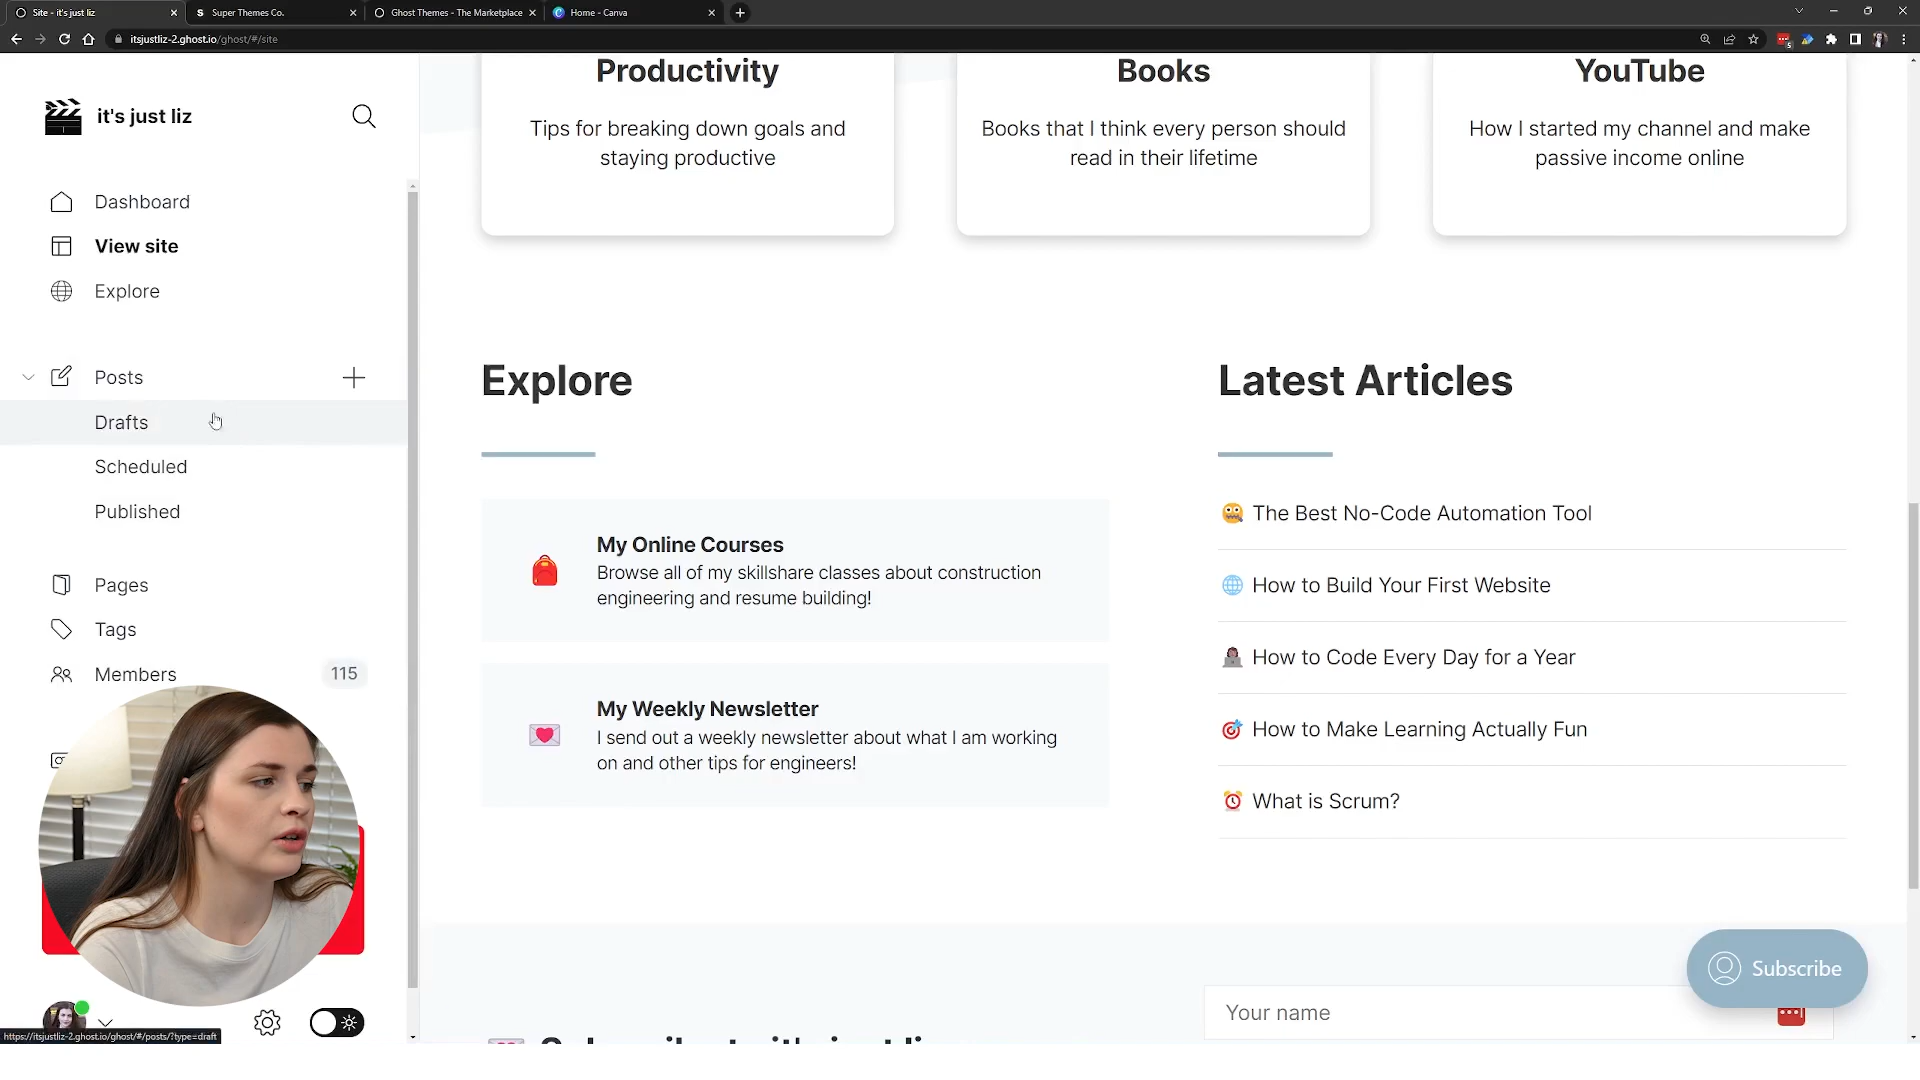 Site - it's just liz
Super Themes Co.
Ghost Themes - The Marketplace
Home - Canva
itsjustliz-2.ghost.io/ghost/#/site
5
it's just liz
Dashboard
View site
Explore
Posts
Drafts
Scheduled
Published
Pages
Tags
Members 115
https://itsjustliz-2.ghost.io/ghost/#/posts/?type=draft
Productivity
Tips for breaking down goals and
staying productive
Books
Books that I think every person should
read in their lifetime
YouTube
How I started my channel and make
passive income online
Explore
My Online Courses
Browse all of my skillshare classes about construction
engineering and resume building!
My Weekly Newsletter
I send out a weekly newsletter about what I am working
on and other tips for engineers!
Latest Articles
The Best No-Code Automation Tool
How to Build Your First Website
How to Code Every Day for a Year
How to Make Learning Actually Fun
What is Scrum?
Subscribe
Your name